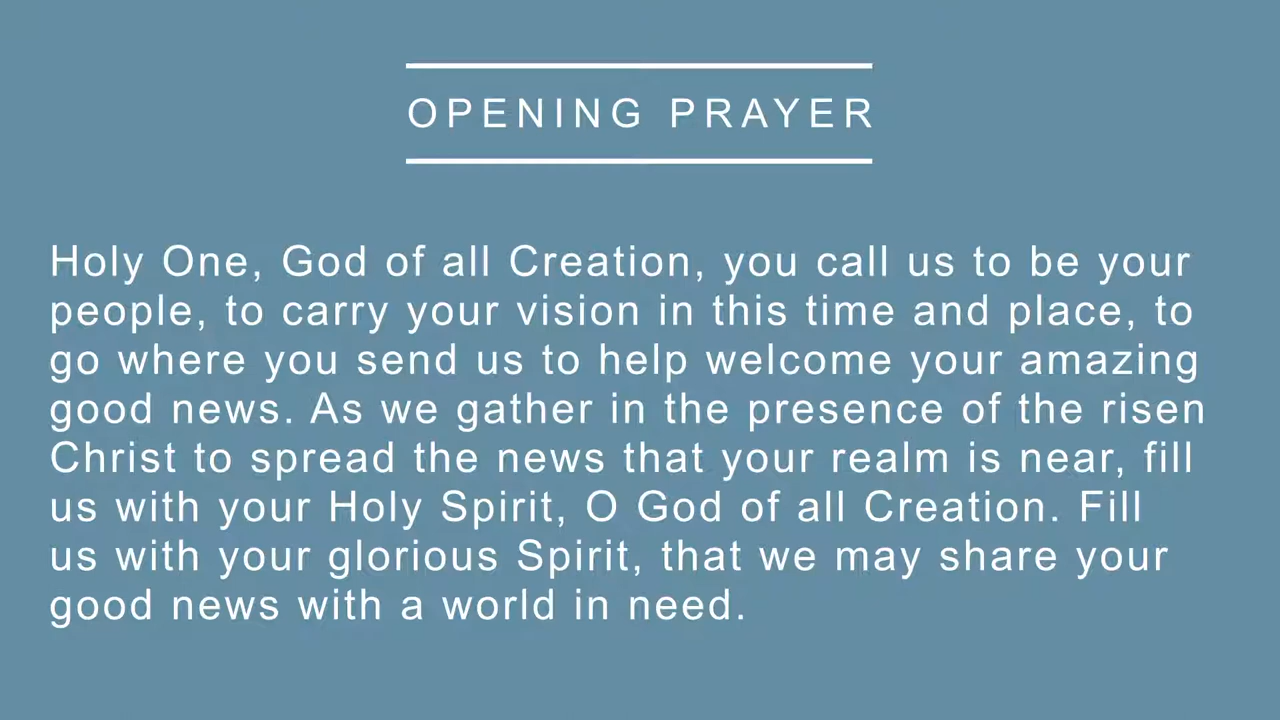 OPENING PRAYER
Holy One, God of all Creation, you call us to be your
people, to carry your vision in this time and place, to
go where you send us to help welcome your amazing
good news. As we gather in the presence of the risen
Christ to spread the news that your realm is near, fill
us with your Holy Spirit, O God of all Creation. Fill
us with your glorious Spirit, that we may share your
good news with a world in need.